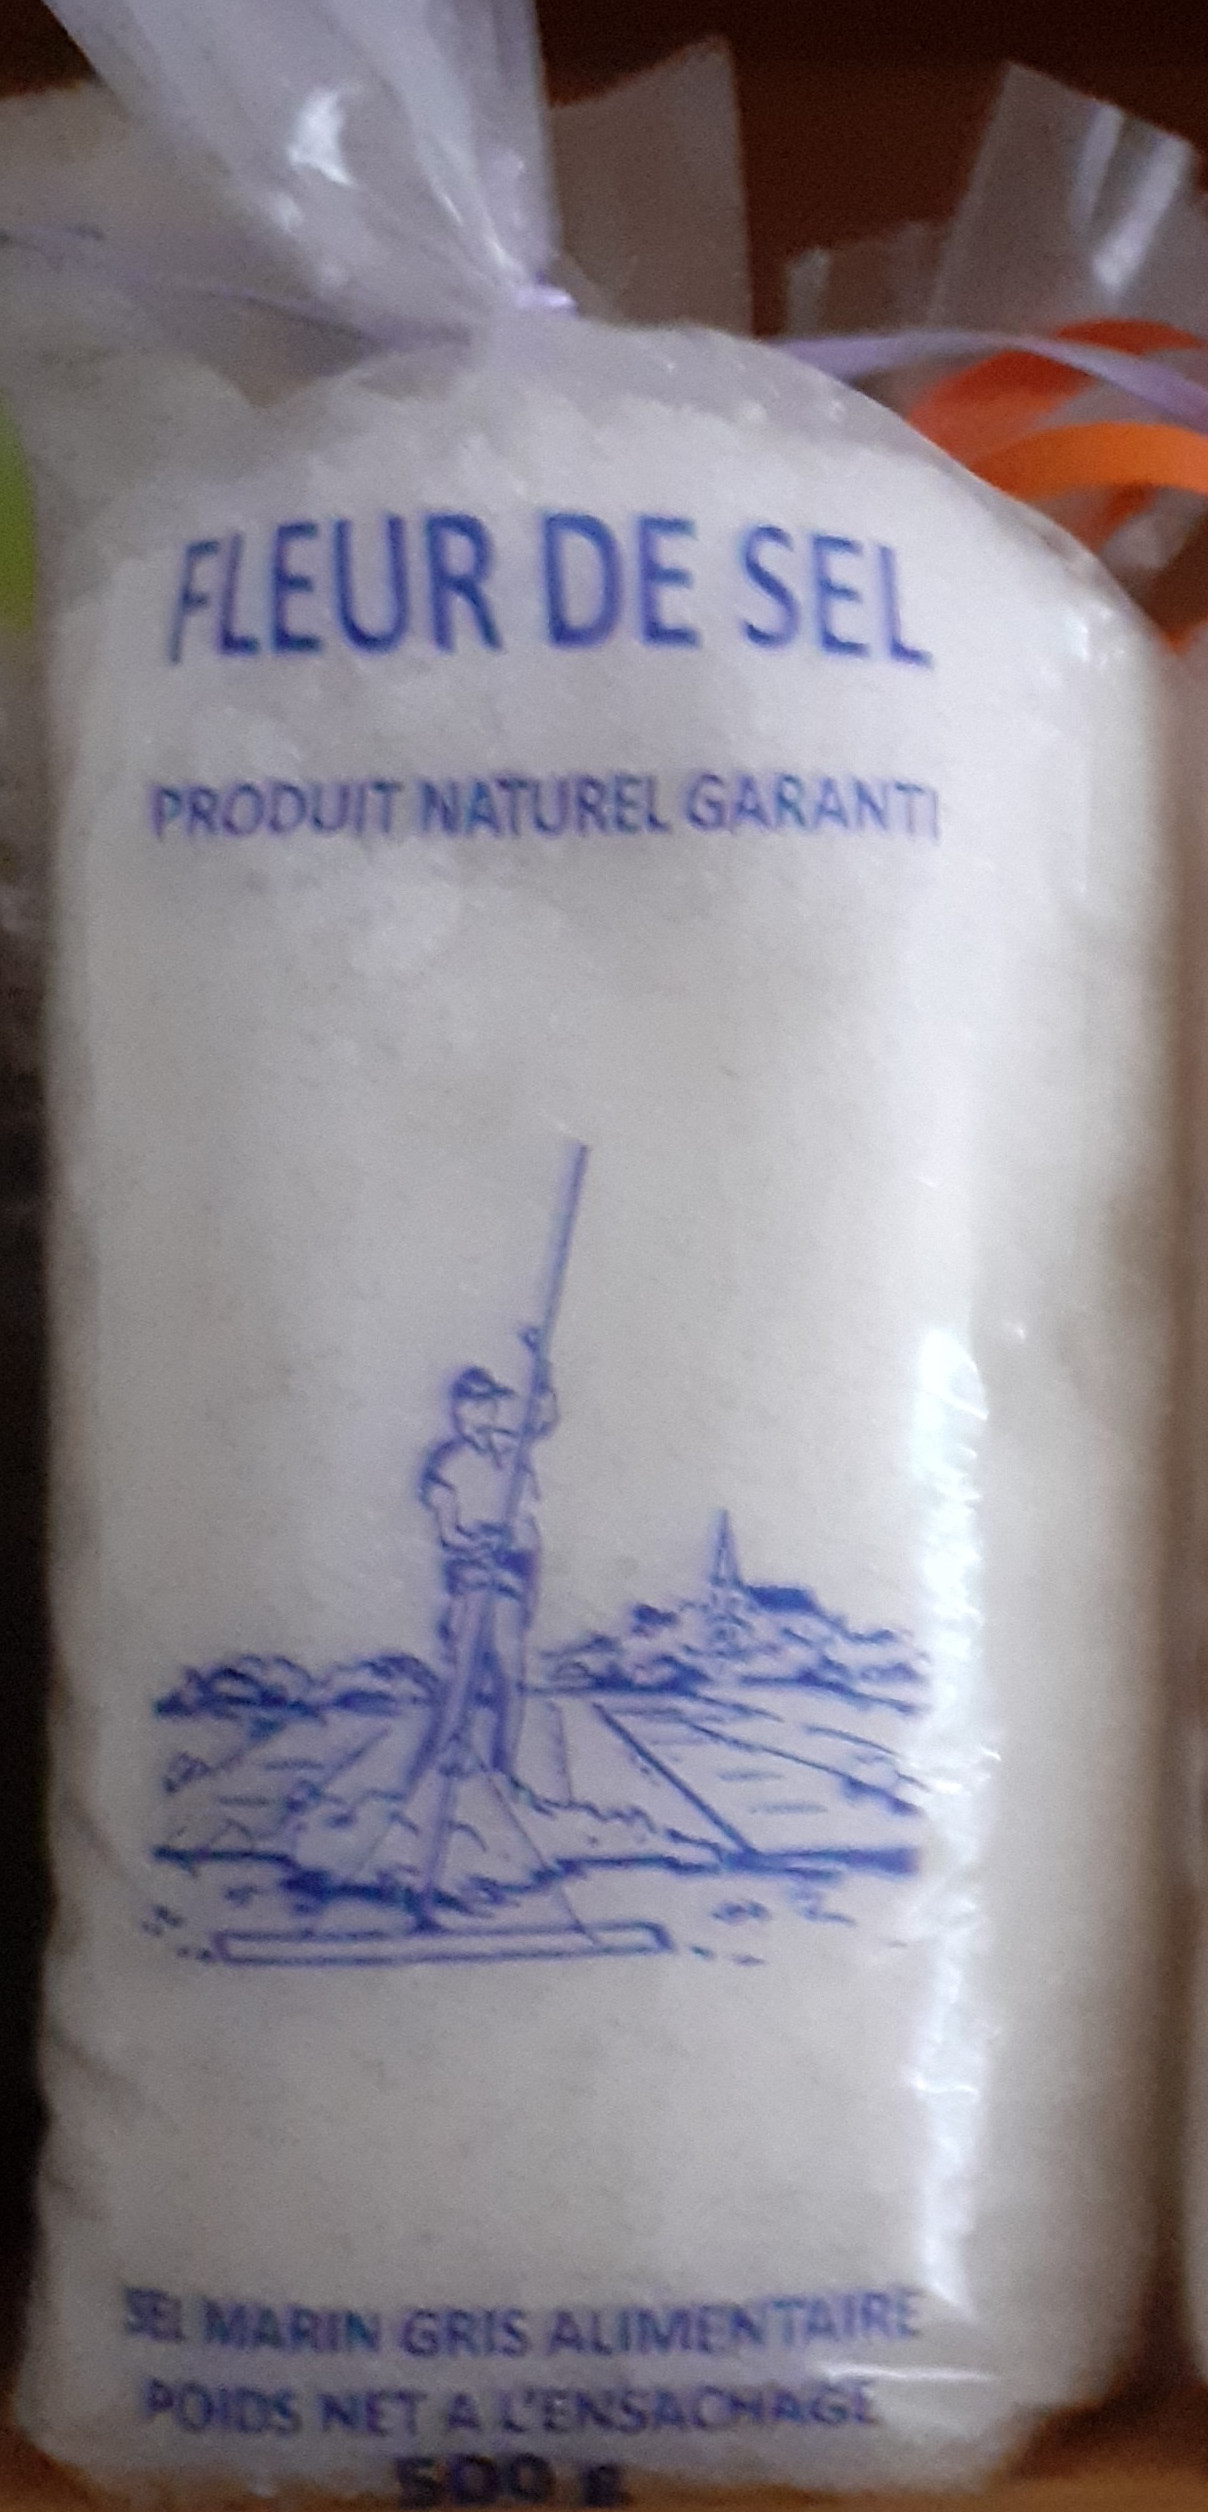 FLEUR DE SEL
PRODUIT NATUREL GARANTI
SEL MARIN GRIS ALIMENTAIRE
POIDS NET A L'ENSACHAGE
500 g